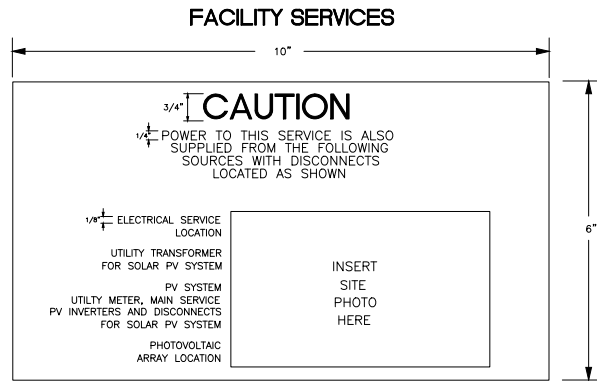 FACILITY SERVICES
10"
3/4" CAUTION
1/4" POWER TO THIS SERVICE IS ALSO
SUPPLIED FROM THE FOLLOWING
SOURCES WITH DISCONNECTS
LOCATED AS SHOWN
6"
1/8" ELECTRICAL SERVICE
LOCATION
UTILITY TRANSFORMER
FOR SOLAR PV SYSTEM
PV SYSTEM
UTILTY METER, MAIN SERVICE
PV INVERTERS AND DISCONNECTS
FOR SOLAR PV SYSTEM
PHOTOVOLTAIC
ARRAY LOCATION
INSERT
SITE
PHOTO
HERE